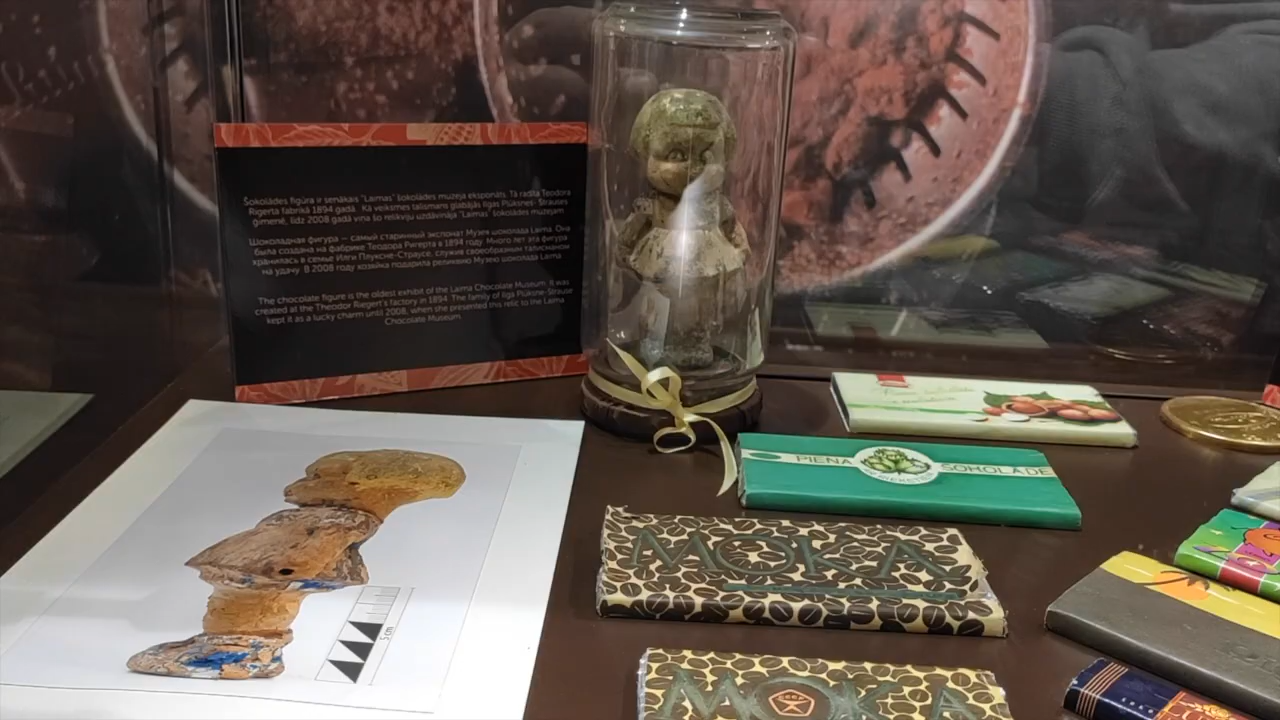 Šokolādes figūra ir senākais "Laimas" šokolādes muzeja eksponāts. Tā radīta Teodora
Rīgerta fabrikā 1894 gadā. Kā veiksmes talismans glabājās Ilgas Plūksnes- Strauses
ģimenē, līdz 2008 gadā viņa šo relikviju uzdāvināja "Laimas" šokolādes muzejam.
Шоколадная фигура — самый старинный экспонат Музея шоколада Laima. Она
была создана на фабрике Теодора Ригерта в 1894 году. Много лет эта фигура
хранилась в семье Илги Плуксне-Страусе, служив своеобразным талисманом
на удачу. В 2008 году хозяйка подарила реликвию Музею шоколада Laima
The chocolate figure is the oldest exhibit of the Laima Chocolate Museum. It was
created at the Theodor Riegert's factory in 1894. The family of Ilga Plūksne-Strauße
kept it as a lucky charm until 2008, when she presented this relic to the Laima
Chocolate Museum.
5 cm
PIENA ŠOKOLĀDE
MOKA
MOKA
СССР